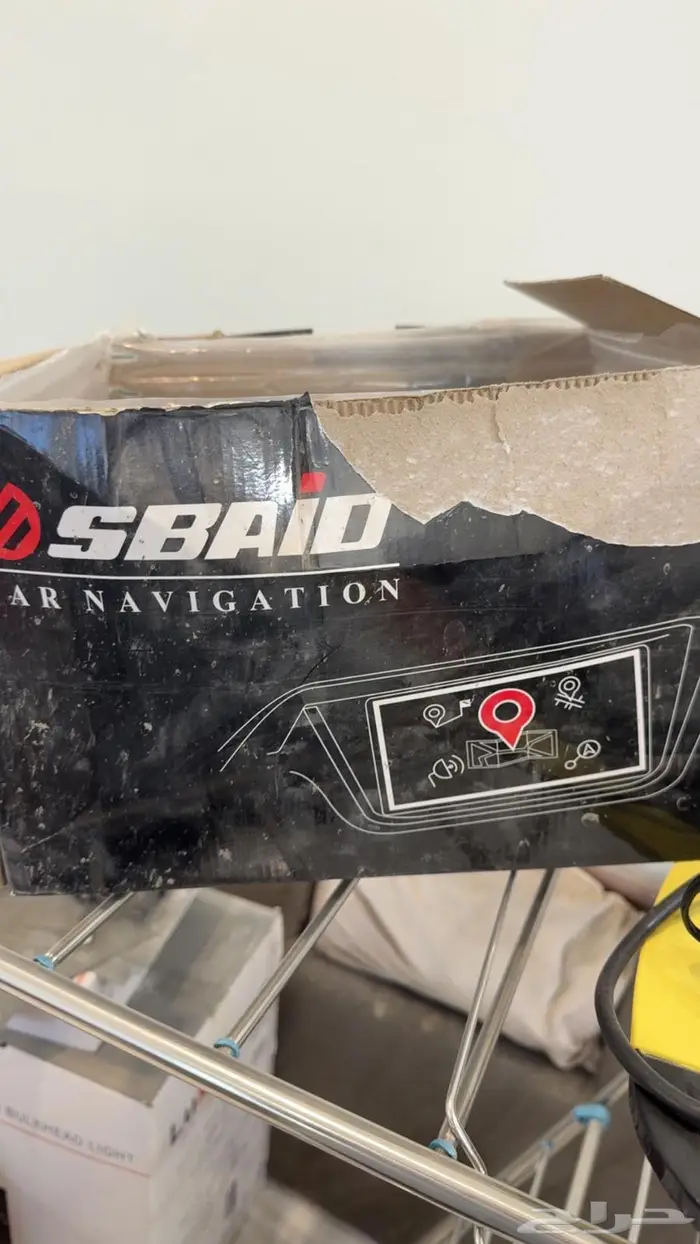 SBAID
AR NAVIGATION
BULKHEAD LIGHT
حراج